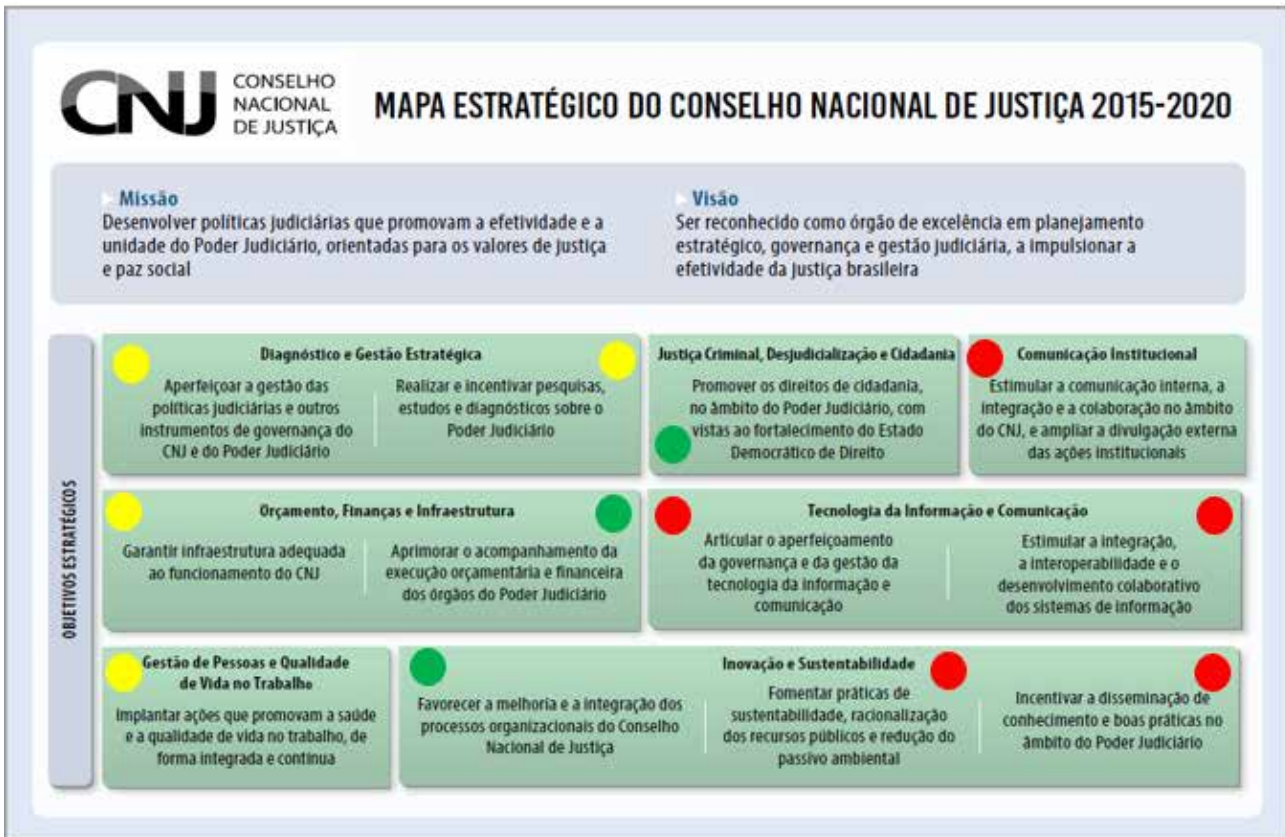 CNJ
CONSELHO
NACIONAL
DE JUSTIÇA
MAPA ESTRATÉGICO DO CONSELHO NACIONAL DE JUSTIÇA 2015-2020
Missão
Desenvolver políticas judiciárias que promovam a efetividade e a
unidade do Poder Judiciário, orientadas para os valores de justiça
e paz social
Visão
Ser reconhecido como órgão de excelência em planejamento
estratégico, governança e gestão judiciária, a impulsionar a
efetividade da justiça brasileira
OBJETIVOS ESTRATÉGICOS
Diagnóstico e Gestão Estratégica
Aperfeiçoar a gestão das
políticas judiciárias e outros
instrumentos de governança do
CNJ e do Poder Judiciário
Realizar e incentivar pesquisas,
estudos e diagnósticos sobre o
Poder Judiciário
Justiça Criminal, Desjudicialização e Cidadania
Promover os direitos de cidadania,
no âmbito do Poder Judiciário, com
vistas ao fortalecimento do Estado
Democrático de Direito
Comunicação Institucional
Estimular a comunicação interna, a
integração e a colaboração no âmbito
do CNJ, e ampliar a divulgação externa
das ações institucionais
Orçamento, Finanças e Infraestrutura
Garantir infraestrutura adequada
ao funcionamento do CNJ
Aprimorar o acompanhamento da
execução orçamentária e financeira
dos órgãos do Poder Judiciário
Tecnologia da Informação e Comunicação
Articular o aperfeiçoamento
da governança e da gestão da
tecnologia da informação e
comunicação
Estimular a integração,
a interoperabilidade e o
desenvolvimento colaborativo
dos sistemas de informação
Gestão de Pessoas e Qualidade
de Vida no Trabalho
Implantar ações que promovam a saúde
e a qualidade de vida no trabalho, de
forma integrada e contínua
Inovação e Sustentabilidade
Favorecer a melhoria e a integração dos
processos organizacionais do Conselho
Nacional de Justiça
Fomentar práticas de
sustentabilidade, racionalização
dos recursos públicos e redução do
passivo ambiental
Incentivar a disseminação de
conhecimento e boas práticas no
âmbito do Poder Judiciário